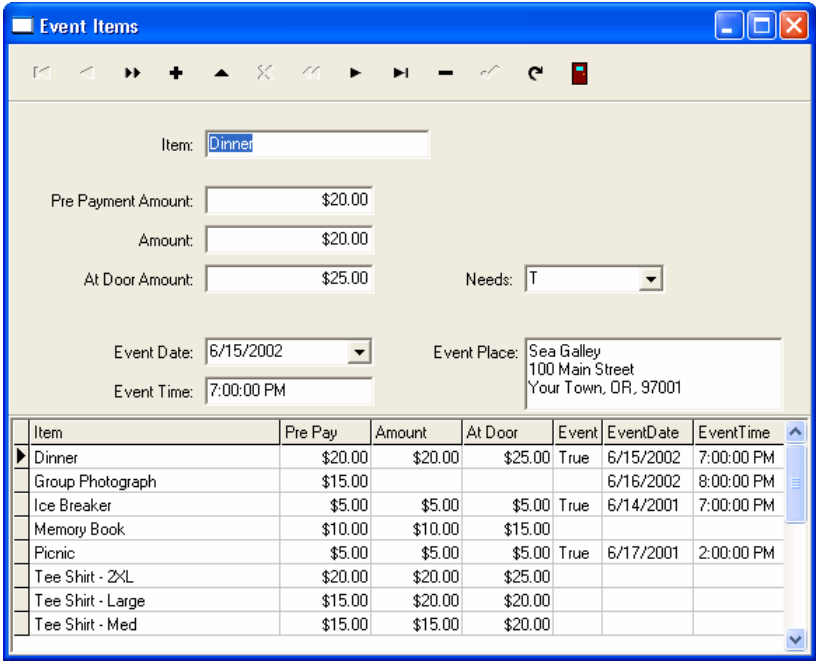 Event Items
Item: Dinner
Pre Payment Amount: $20.00
Amount: $20.00
At Door Amount: $25.00 Needs: T
Event Date: 6/15/2002 Event Place: Sea Galley
100 Main Street
Event Time: 7:00:00 PM Your Town, OR, 97001
Item Pre Pay Amount At Door Event EventDate EventTime
Dinner $20.00 $20.00 $25.00 True 6/15/2002 7:00:00 PM
Group Photograph $15.00 6/16/2002 8:00:00 PM
Ice Breaker $5.00 $5.00 $5.00 True 6/14/2001 7:00:00 PM
Memory Book $10.00 $10.00 $15.00
Picnic $5.00 $5.00 $5.00 True 6/17/2001 2:00:00 PM
Tee Shirt - 2XL $20.00 $20.00 $25.00
Tee Shirt - Large $15.00 $20.00 $20.00
Tee Shirt - Med $15.00 $15.00 $20.00